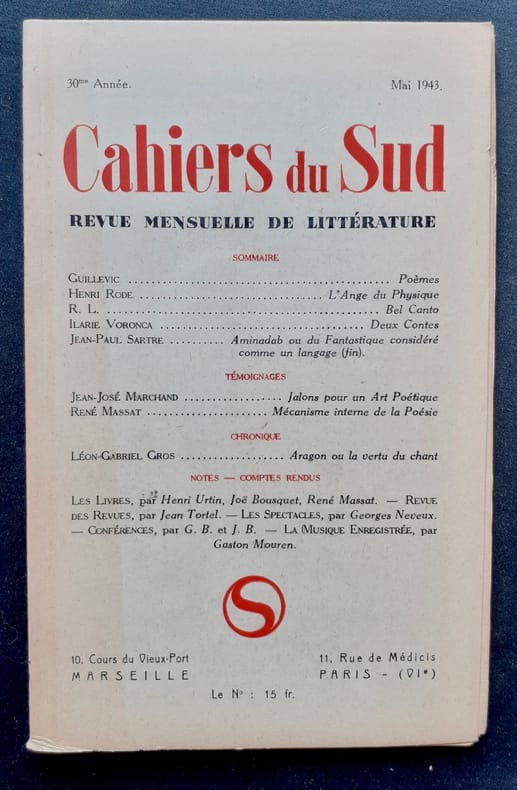 30me Année. Mai 1943.
Cahiers du Sud
REVUE MENSUELLE DE LITTÉRATURE
SOMMAIRE
GUILLEVIC .......................................... Poèmes
HENRI RODE ............................ L'Ange du Physique
R. L. ............................................. Bel Canto
ILARIE VORONCA ................................ Deux Contes
JEAN-PAUL SARTRE .......... Aminadab ou du Fantastique considéré
comme un langage (fin).
TÉMOIGNAGES
JEAN-JOSÉ MARCHAND ................. Jalons pour un Art Poétique
RENÉ MASSAT .................... Mécanisme interne de la Poésie
CHRONIQUE
LÉON-GABRIEL GROS .................. Aragon ou la vertu du chant
NOTES — COMPTES RENDUS
LES LIVRES, par Henri Urtin, Joë Bousquet, René Massat. — REVUE
DES REVUES, par Jean Tortel. — LES SPECTACLES, par Georges Neveux.
— CONFÉRENCES, par G. B. et J. B. — LA MUSIQUE ENREGISTRÉE, par
Gaston Mouren.
S
10, Cours du Vieux-Port 11, Rue de Médicis
MARSEILLE PARIS - (VIe)
Le No : 15 fr.